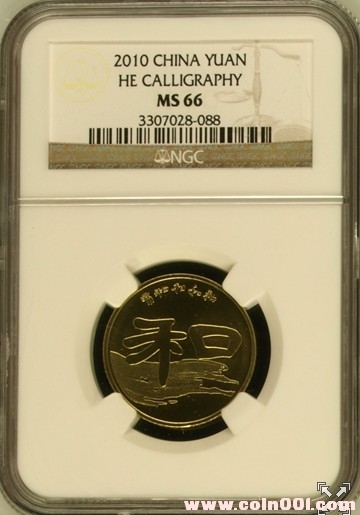 2010 CHINA YUAN
HE CALLIGRAPHY
MS 66
3307028-088
NGC
和
www.coin001.com